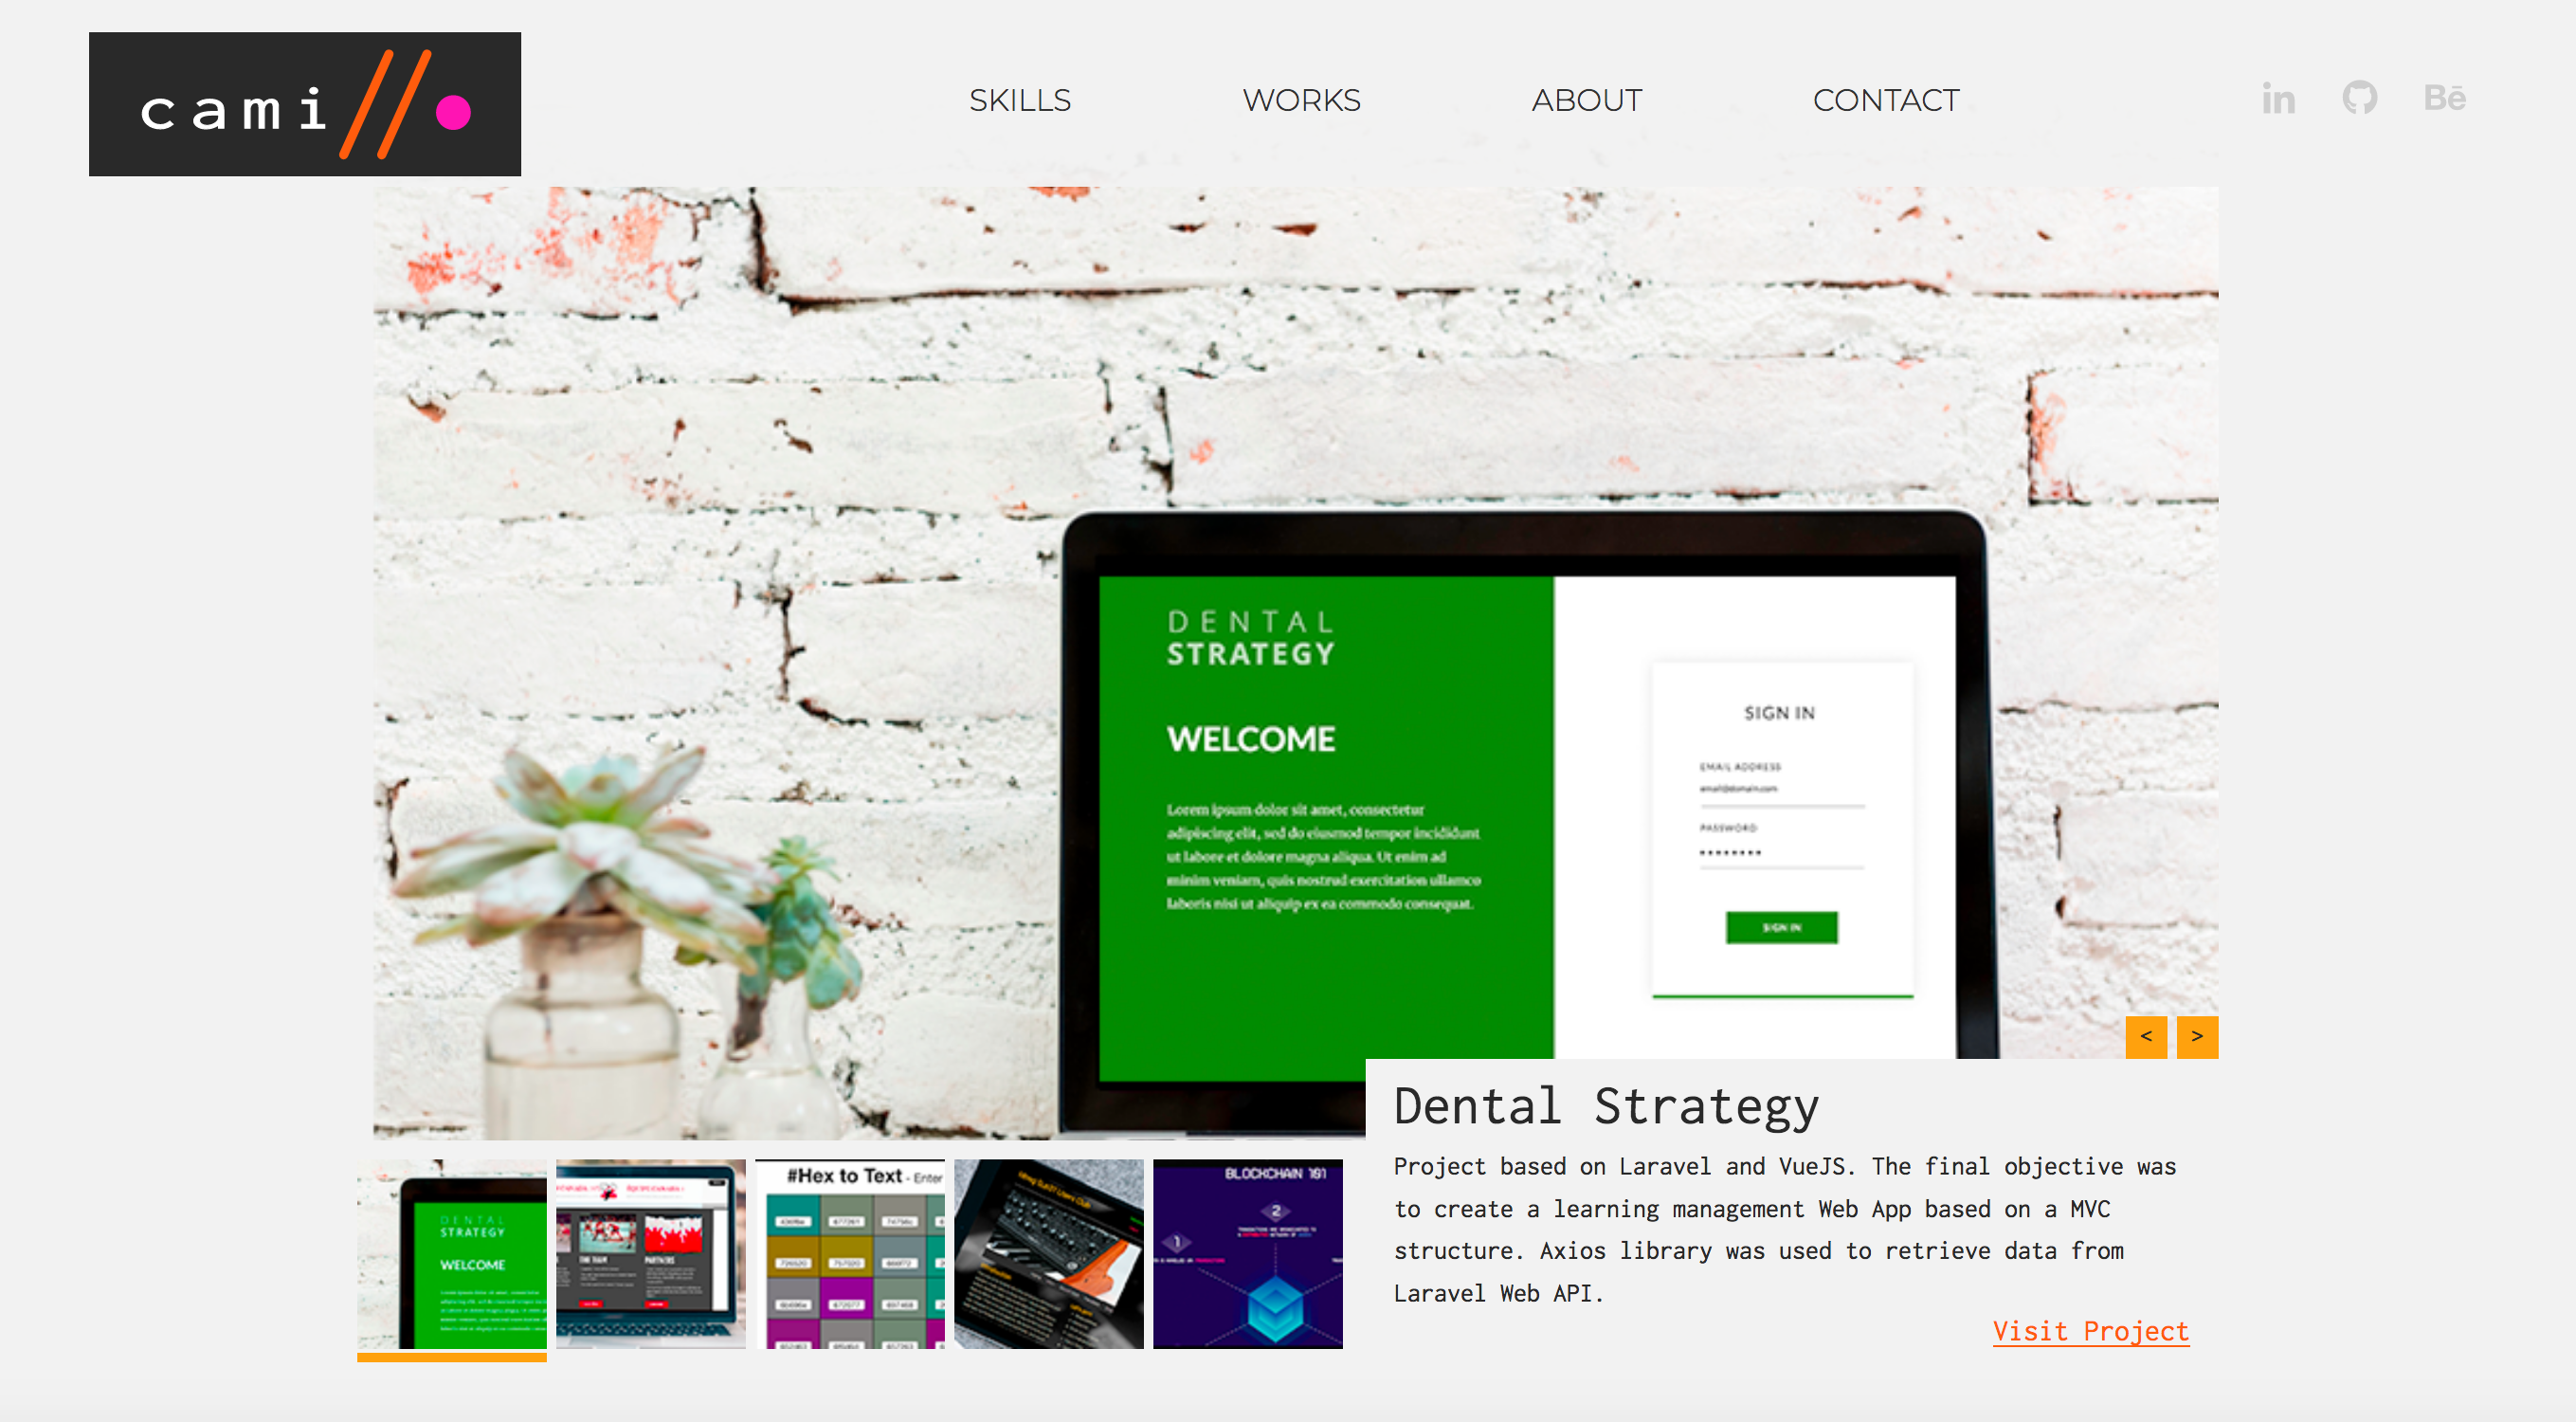 cami//o
SKILLS
WORKS
ABOUT
CONTACT
in
Bē
DENTAL
STRATEGY
WELCOME
Lorem ipsum dolor sit amet, consectetur
adipiscing elit, sed do eiusmod tempor incididunt
ut labore et dolore magna aliqua. Ut enim ad
minim veniam, quis nostrud exercitation ullamco
laboris nisi ut aliquip ex ea commodo consequat.
SIGN IN
EMAIL ADDRESS
email@domain.com
PASSWORD
SIGN IN
< >
Dental Strategy
Project based on Laravel and VueJS. The final objective was
to create a learning management Web App based on a MVC
structure. Axios library was used to retrieve data from
Laravel Web API.
Visit Project
DENTAL
STRATEGY
WELCOME
THE TEAM
PARTNERS
#Hex to Text - Enter
BLOCKCHAIN 101
1
2